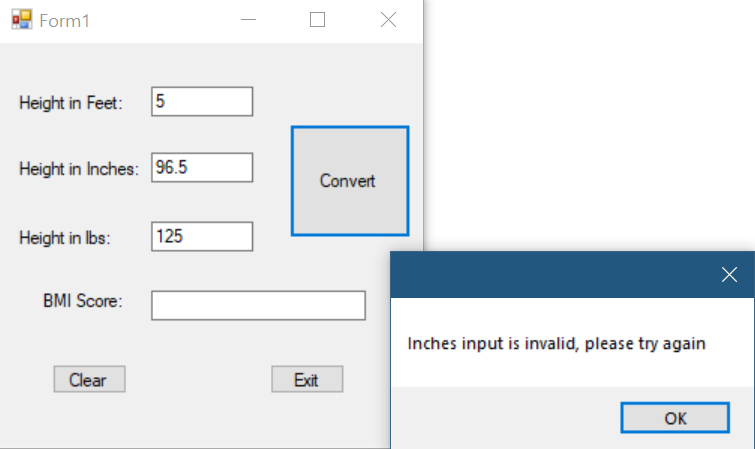 Form1
Height in Feet: 5
Height in Inches: 96.5
Convert
Height in lbs: 125
BMI Score:
Inches input is invalid, please try again
Clear Exit
OK